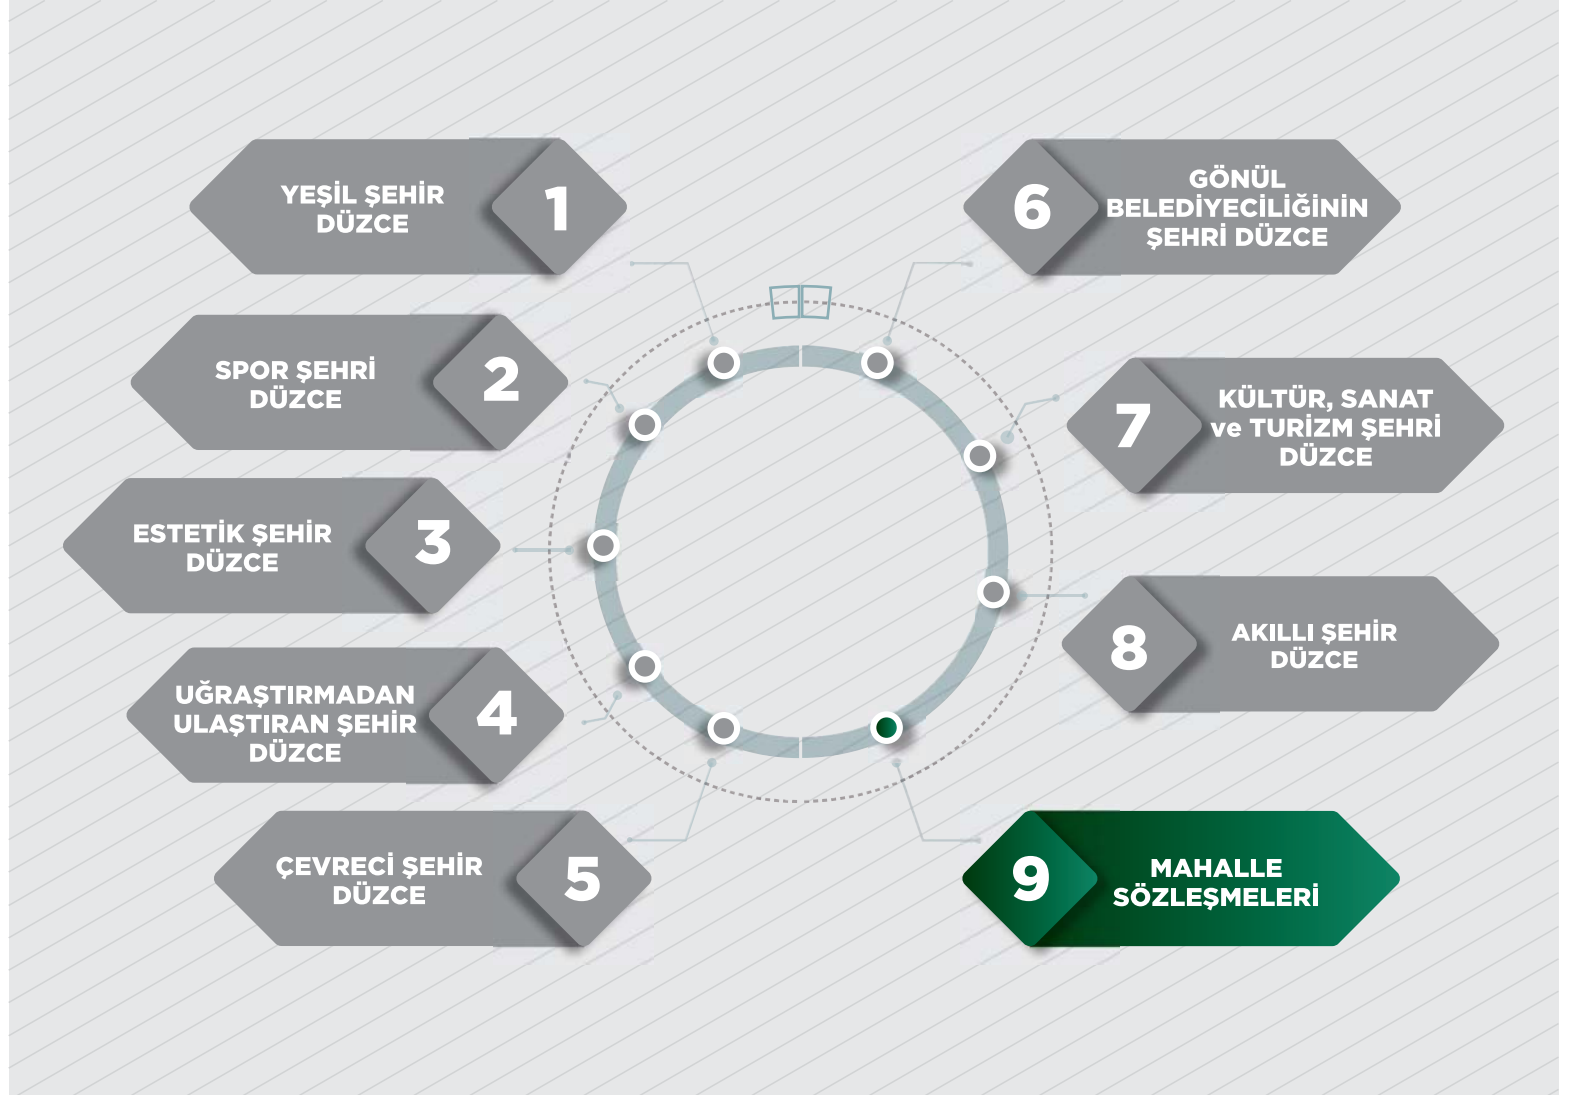 1
YEŞİL ŞEHİR
DÜZCE
2
SPOR ŞEHRİ
DÜZCE
3
ESTETİK ŞEHİR
DÜZCE
4
UĞRAŞTIRMADAN
ULAŞTIRAN ŞEHİR
DÜZCE
5
ÇEVRECİ ŞEHİR
DÜZCE
6
GÖNÜL
BELEDİYECİLİĞİNİN
ŞEHRİ DÜZCE
7
KÜLTÜR, SANAT
ve TURİZM ŞEHRİ
DÜZCE
8
AKILLI ŞEHİR
DÜZCE
9
MAHALLE
SÖZLEŞMELERİ